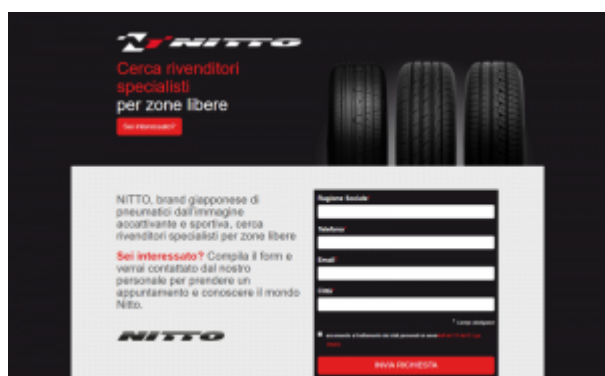 NITTO
Cerca rivenditori
specialisti
per zone libere
Sei interessato?
NITTO, brand giapponese di
pneumatici dall'immagine
accattivante e sportiva, cerca
rivenditori specialisti per zone libere
Sei interessato? Compila il form e
verrai contattato dal nostro
personale per prendere un
appuntamento e conoscere il mondo
Nitto.
NITTO
Ragione Sociale*
Telefono*
Email*
Città*
INVIA RICHIESTA